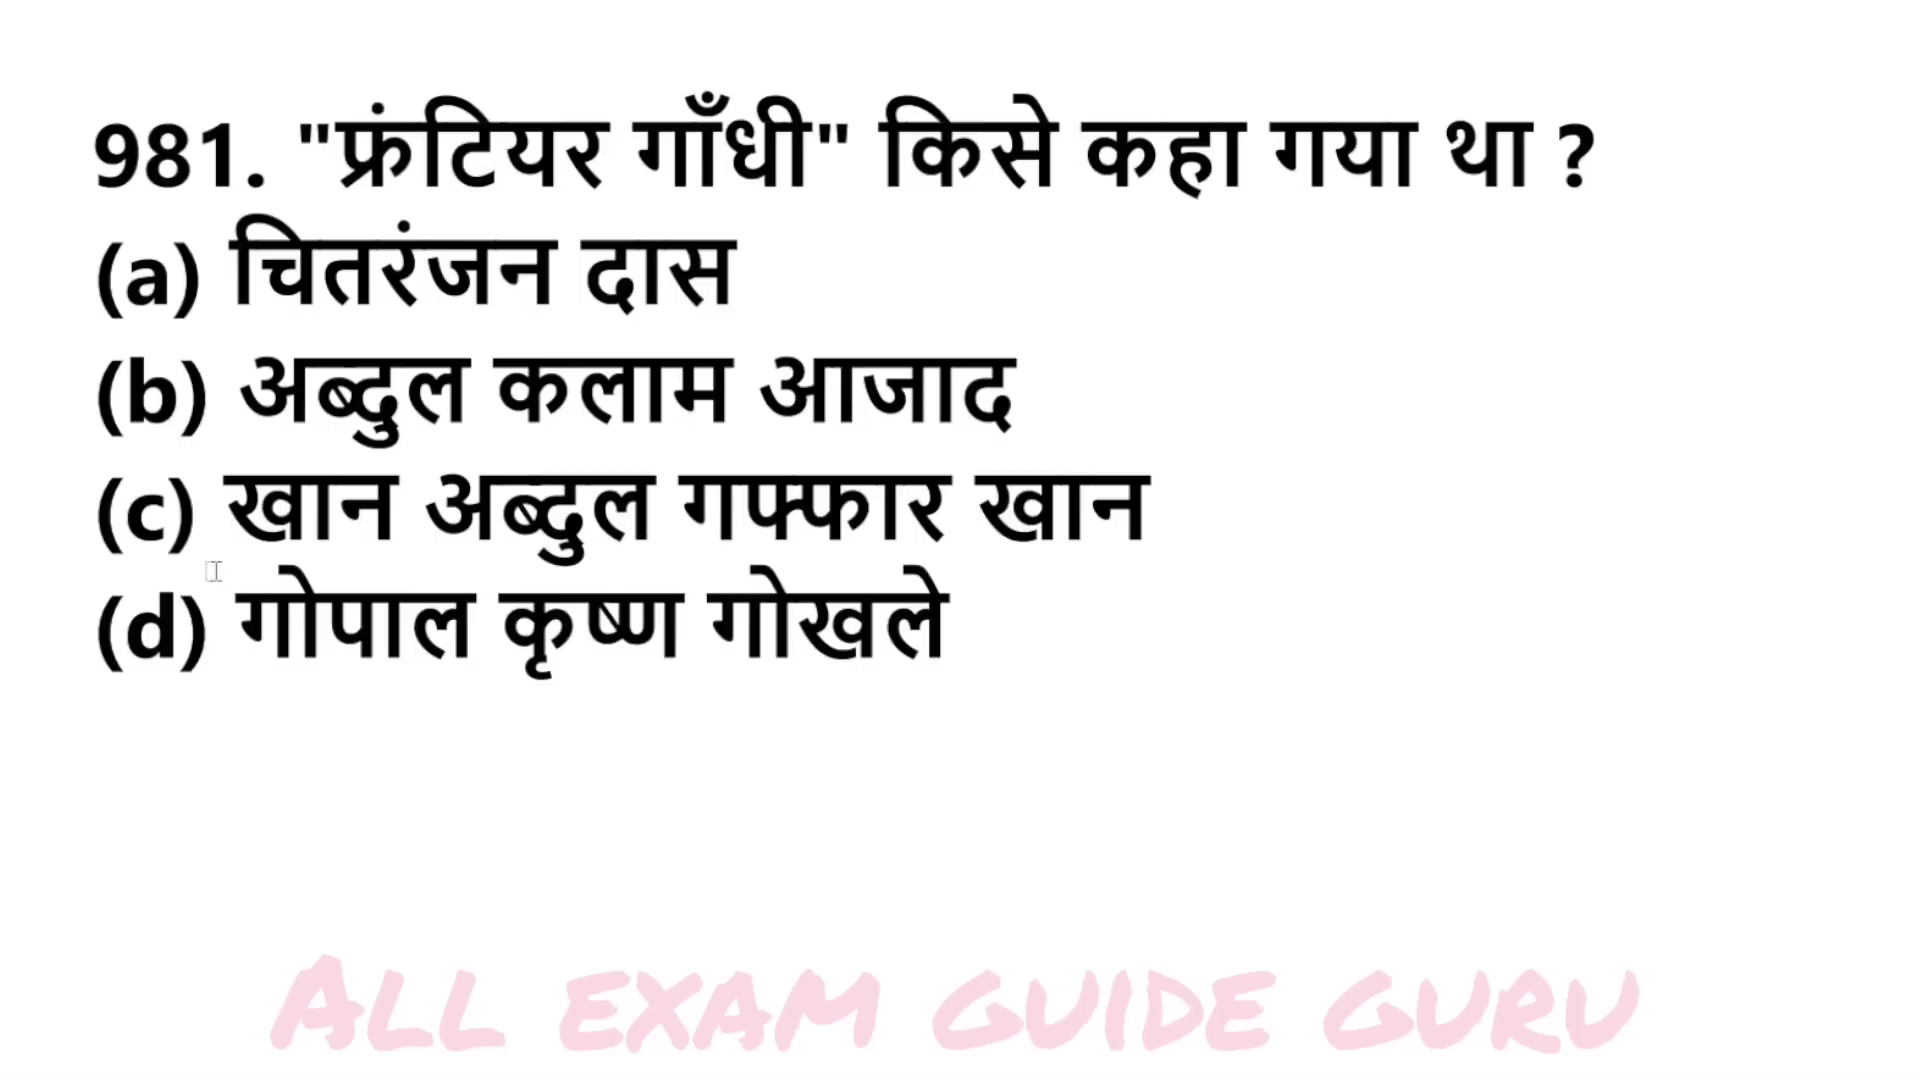 981. "फ्रंटियर गाँधी" किसे कहा गया था ?
(a) चितरंजन दास
(b) अब्दुल कलाम आजाद
(c) खान अब्दुल गफ्फार खान
(d) गोपाल कृष्ण गोखले
ALL EXAM GUIDE GURU